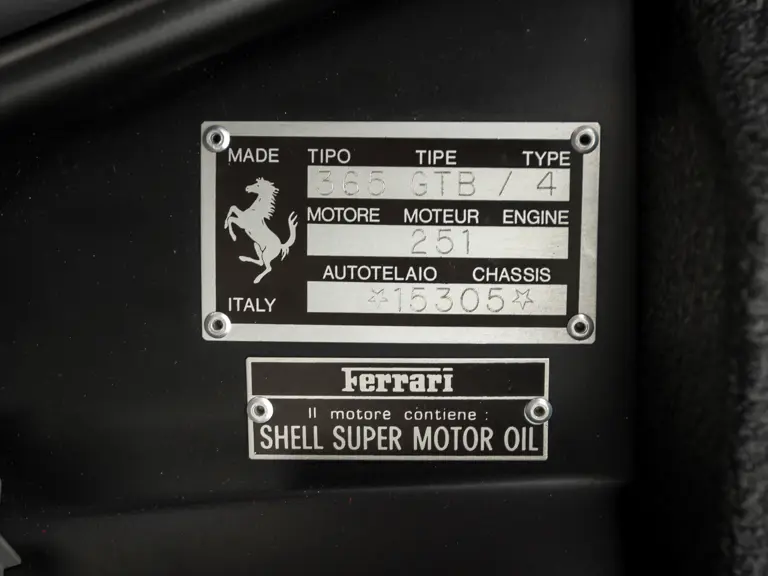 MADE TIPO TIPE TYPE
365 GTB / 4
MOTORE MOTEUR ENGINE
251
AUTOTELAIO CHASSIS
ITALY ☆15305☆
Ferrari
Il motore contiene :
SHELL SUPER MOTOR OIL